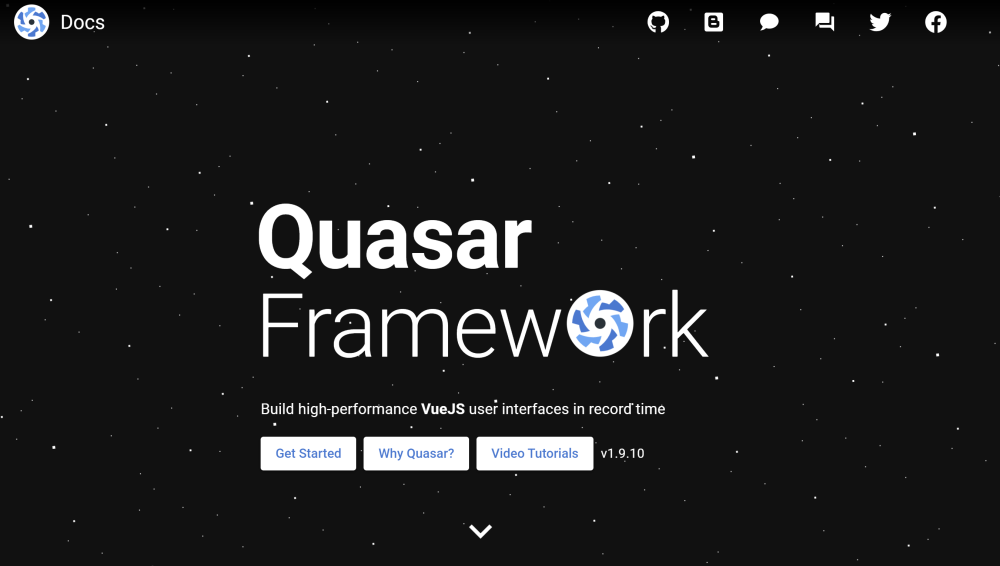 Docs
Quasar
Framework
Build high-performance VueJS user interfaces in record time
Get Started Why Quasar? Video Tutorials v1.9.10